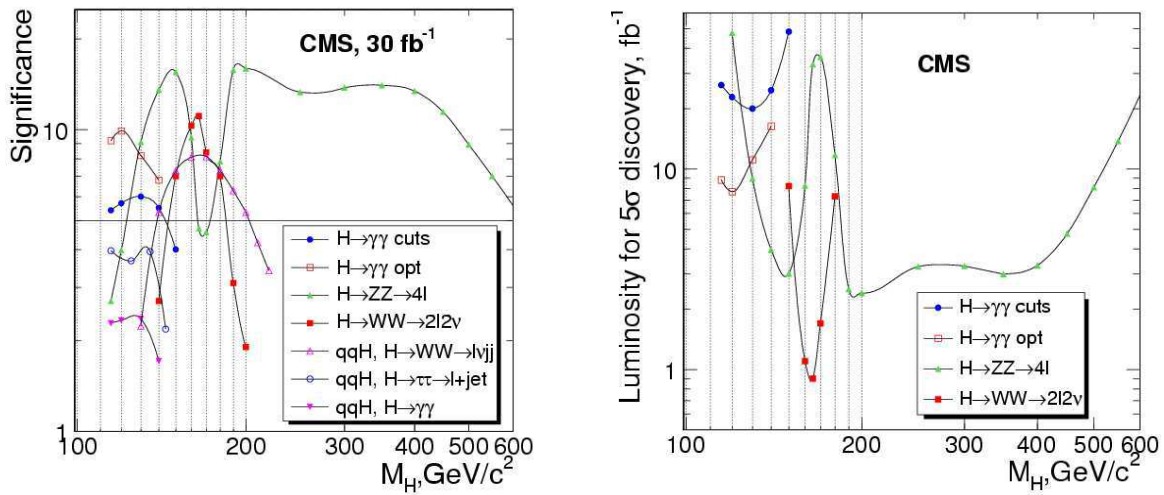 Significance
CMS, 30 fb⁻¹
10
1
H→γγ cuts
H→γγ opt
H→ZZ→4l
H→WW→2l2ν
qqH, H→WW→lνjj
qqH, H→ττ→l+jet
qqH, H→γγ
100 200 300 400 500 600
M_H,GeV/c²
Luminosity for 5σ discovery, fb⁻¹
CMS
10
1
H→γγ cuts
H→γγ opt
H→ZZ→4l
H→WW→2l2ν
100 200 300 400 500 600
M_H,GeV/c²